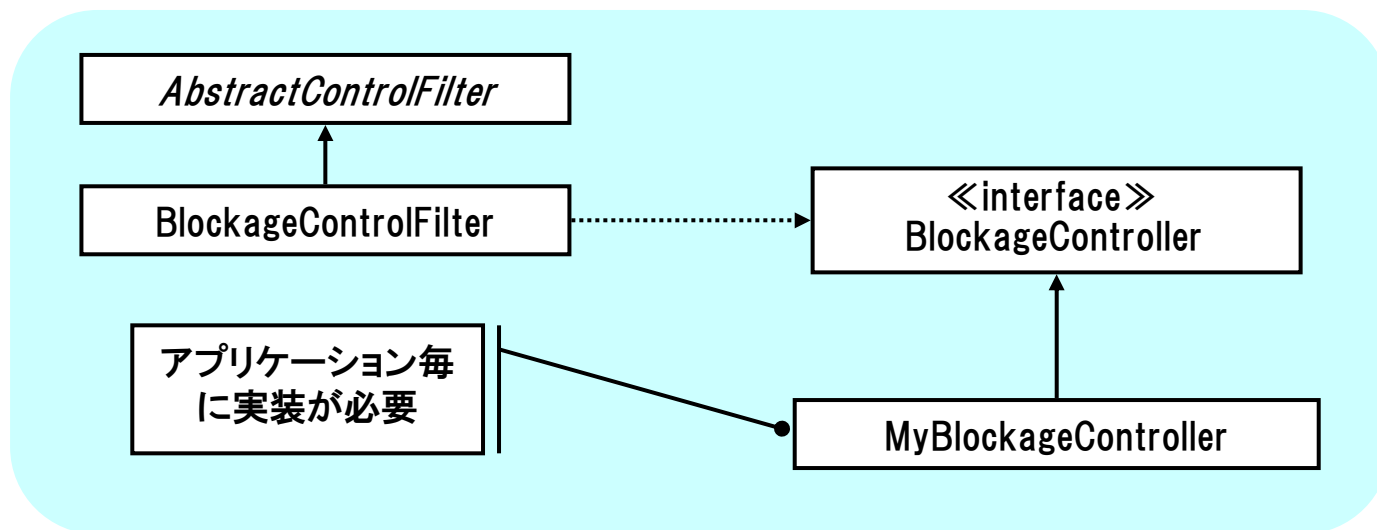 AbstractControlFilter
BlockageControlFilter
≪interface≫
BlockageController
アプリケーション毎
に実装が必要
MyBlockageController